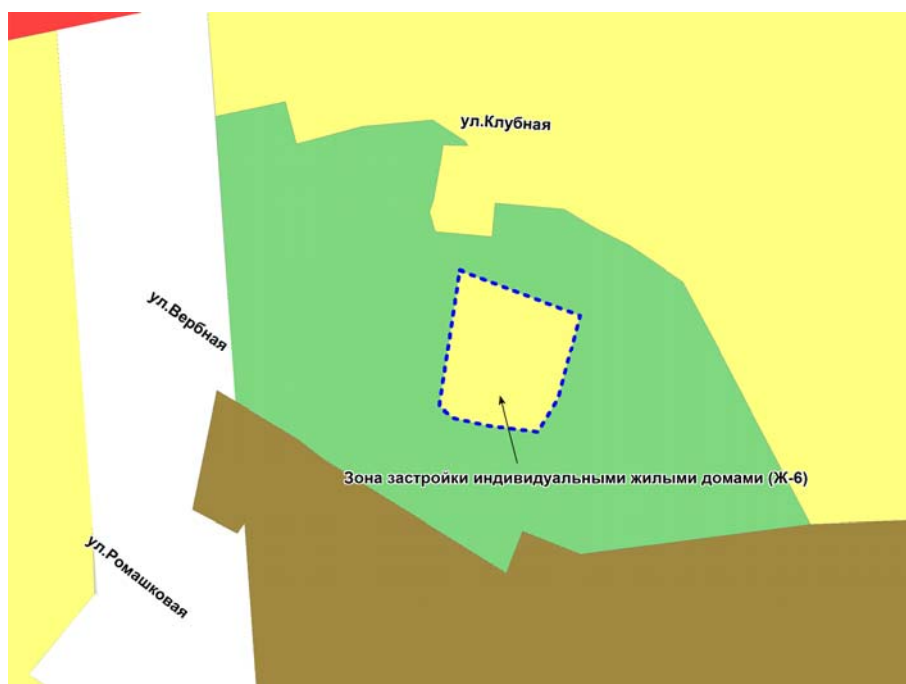 ул.Клубная
ул.Вербная
Зона застройки индивидуальными жилыми домами (Ж-6)
ул.Ромашковая